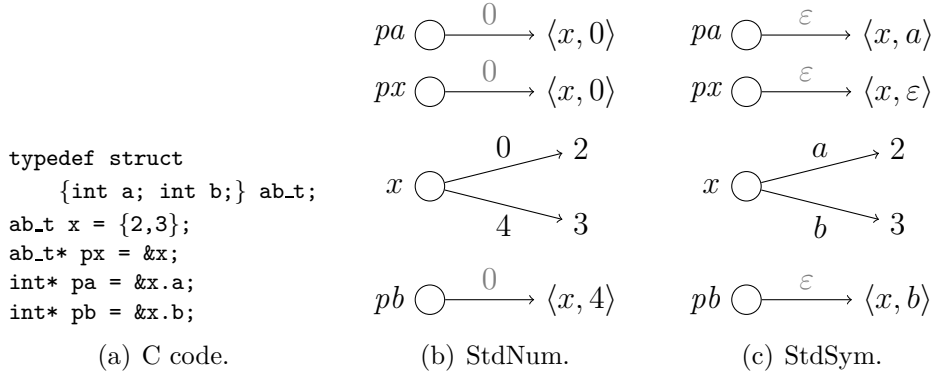 pa 0 ⟨x, 0⟩ pa ε ⟨x, a⟩
px 0 ⟨x, 0⟩ px ε ⟨x, ε⟩
typedef struct
{int a; int b;} ab_t;
ab_t x = {2,3};
ab_t* px = &x;
int* pa = &x.a;
int* pb = &x.b;
x 0 2 4 3
x a 2 b 3
pb 0 ⟨x, 4⟩ pb ε ⟨x, b⟩
(a) C code. (b) StdNum. (c) StdSym.